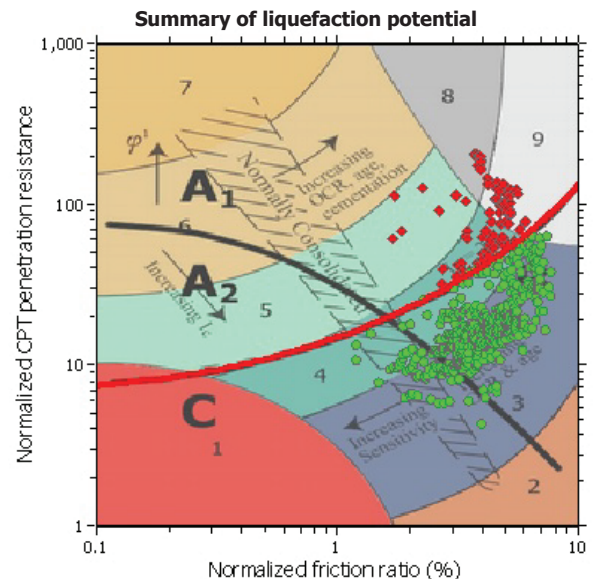 Summary of liquefaction potential
1,000
100
10
1
0.1
1
10
Normalized CPT penetration resistance
Normalized friction ratio (%)
7
8
9
φ'
A1
6
A2
5
4
C
1
3
2
Normally Consolidated
Increasing
OCR, age,
cementation
Increasing Ic
Increasing
Sensitivity
& age